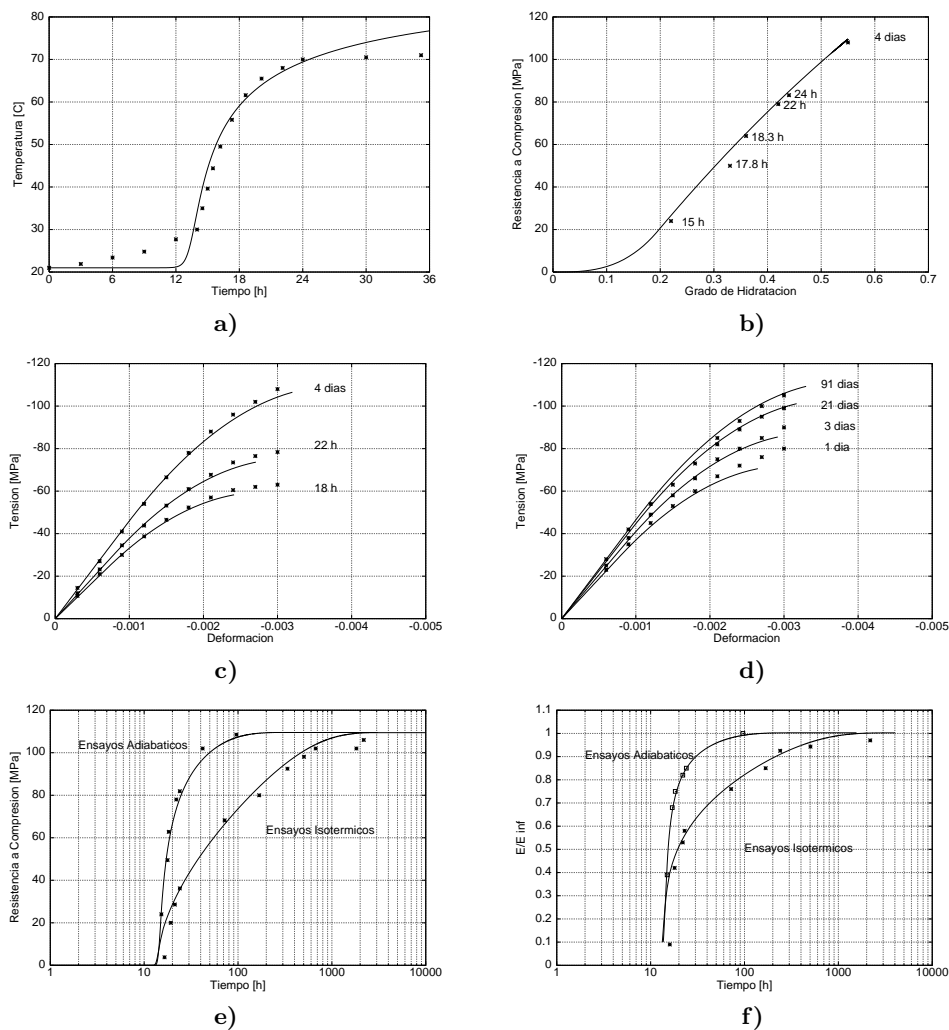 80
70
60
50
40
30
20
0
6
12
18
24
30
36
Temperatura [C]
Tiempo [h]
a)
120
100
80
60
40
20
0
0
0.1
0.2
0.3
0.4
0.5
0.6
0.7
Resistencia a Compresion [MPa]
Grado de Hidratacion
4 dias
24 h
22 h
18.3 h
17.8 h
15 h
b)
-120
-100
-80
-60
-40
-20
0
0
-0.001
-0.002
-0.003
-0.004
-0.005
Tension [MPa]
Deformacion
4 dias
22 h
18 h
c)
-120
-100
-80
-60
-40
-20
0
0
-0.001
-0.002
-0.003
-0.004
-0.005
Tension [MPa]
Deformacion
91 dias
21 dias
3 dias
1 dia
d)
120
100
80
60
40
20
0
1
10
100
1000
10000
Resistencia a Compresion [MPa]
Tiempo [h]
Ensayos Adiabaticos
Ensayos Isotermicos
e)
1.1
1
0.9
0.8
0.7
0.6
0.5
0.4
0.3
0.2
0.1
0
1
10
100
1000
10000
E/E inf
Tiempo [h]
Ensayos Adiabaticos
Ensayos Isotermicos
f)